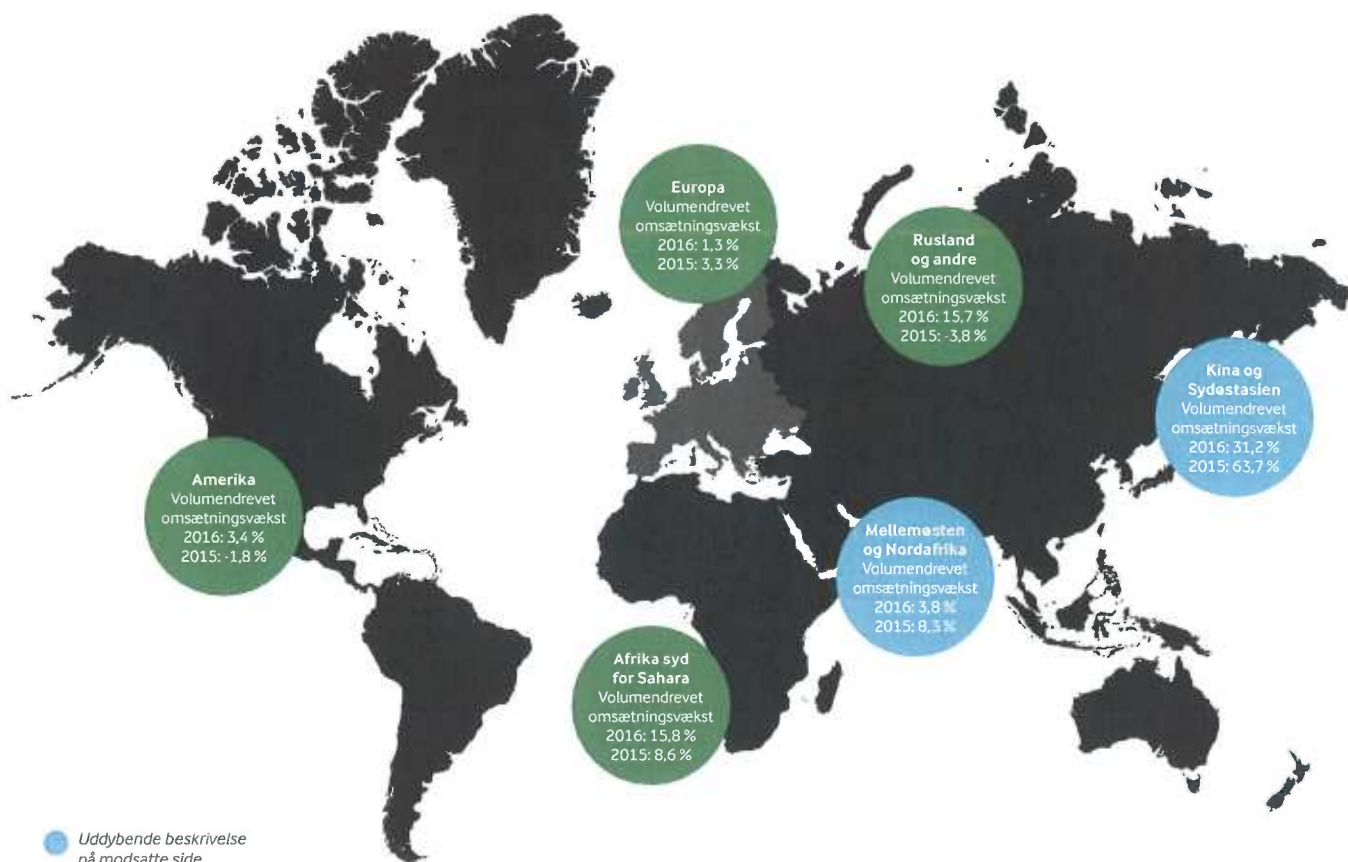 Europa
Volumendrevet
omsætningsvækst
2016: 1,3 %
2015: 3,3 %
Rusland
og andre
Volumendrevet
omsætningsvækst
2016: 15,7 %
2015: -3,8 %
Kina og
Sydøstasien
Volumendrevet
omsætningsvækst
2016: 31,2 %
2015: 63,7 %
Amerika
Volumendrevet
omsætningsvækst
2016: 3,4 %
2015: -1,8 %
Mellemøsten
og Nordafrika
Volumendrevet
omsætningsvækst
2016: 3,8 %
2015: 8,3 %
Afrika syd
for Sahara
Volumendrevet
omsætningsvækst
2016: 15,8 %
2015: 8,6 %
Uddybende beskrivelse
på modsatte side